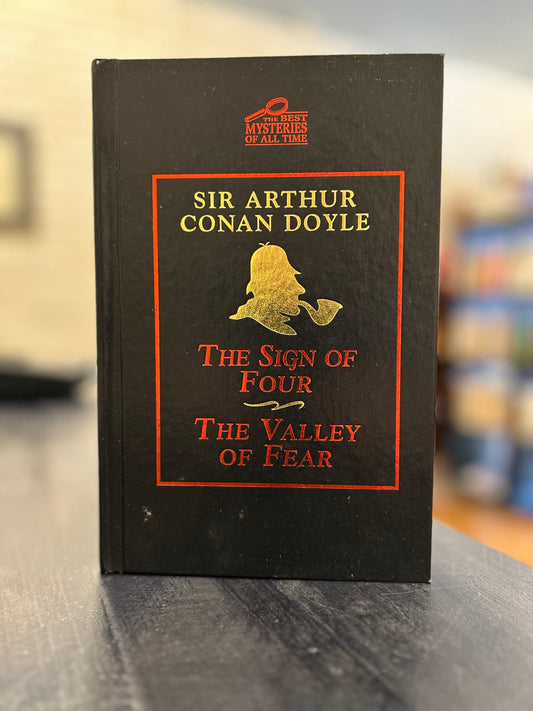 THE BEST
MYSTERIES
OF ALL TIME
SIR ARTHUR
CONAN DOYLE
THE SIGN OF
FOUR
THE VALLEY
OF FEAR